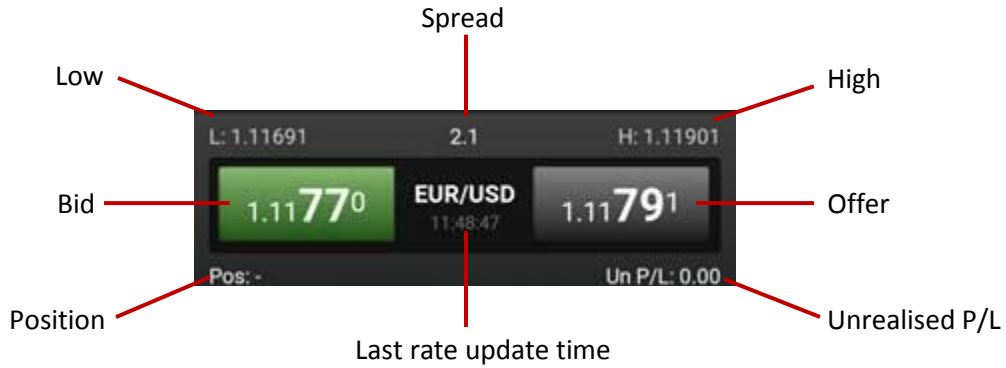 Spread
Low
High
L: 1.11691 2.1 H: 1.11901
Bid
1.11770 EUR/USD 1.11791
Offer
11:48:47
Pos: - Un P/L: 0.00
Position
Unrealised P/L
Last rate update time